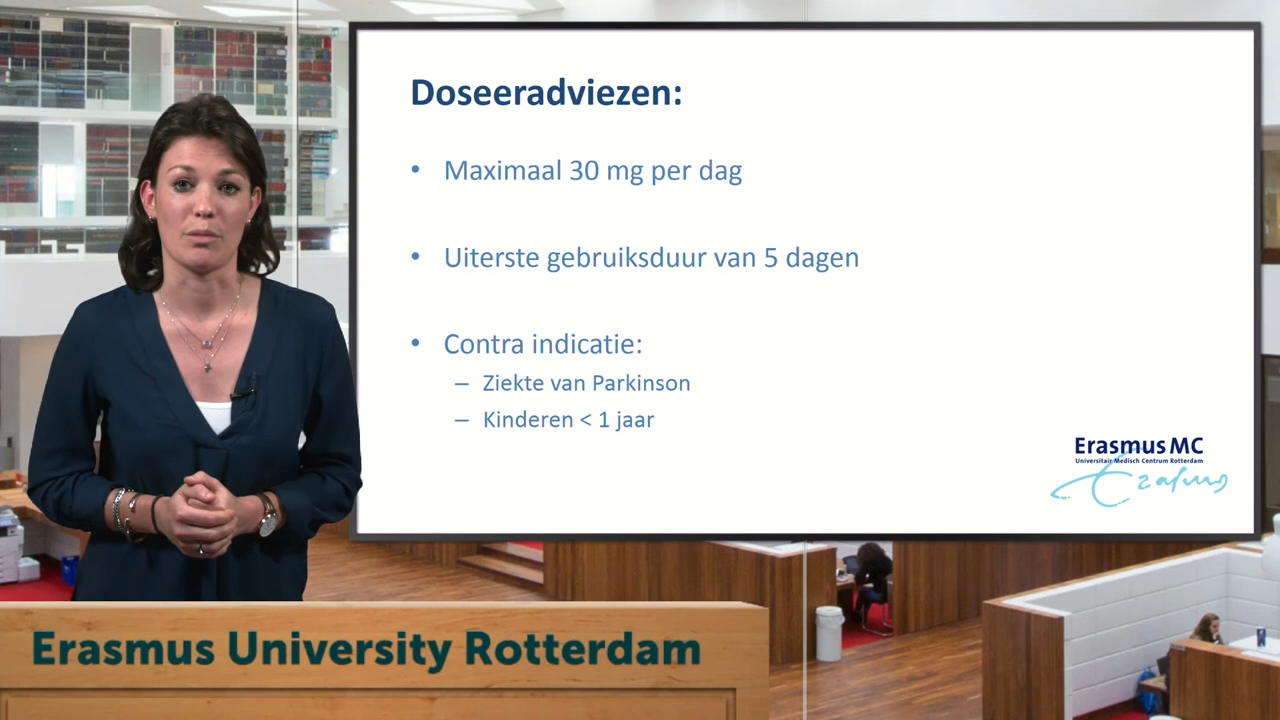 Doseeradviezen:
• Maximaal 30 mg per dag
• Uiterste gebruiksduur van 5 dagen
• Contra indicatie:
– Ziekte van Parkinson
– Kinderen < 1 jaar
Erasmus MC
Universitair Medisch Centrum Rotterdam
Erasmus
Erasmus University Rotterdam